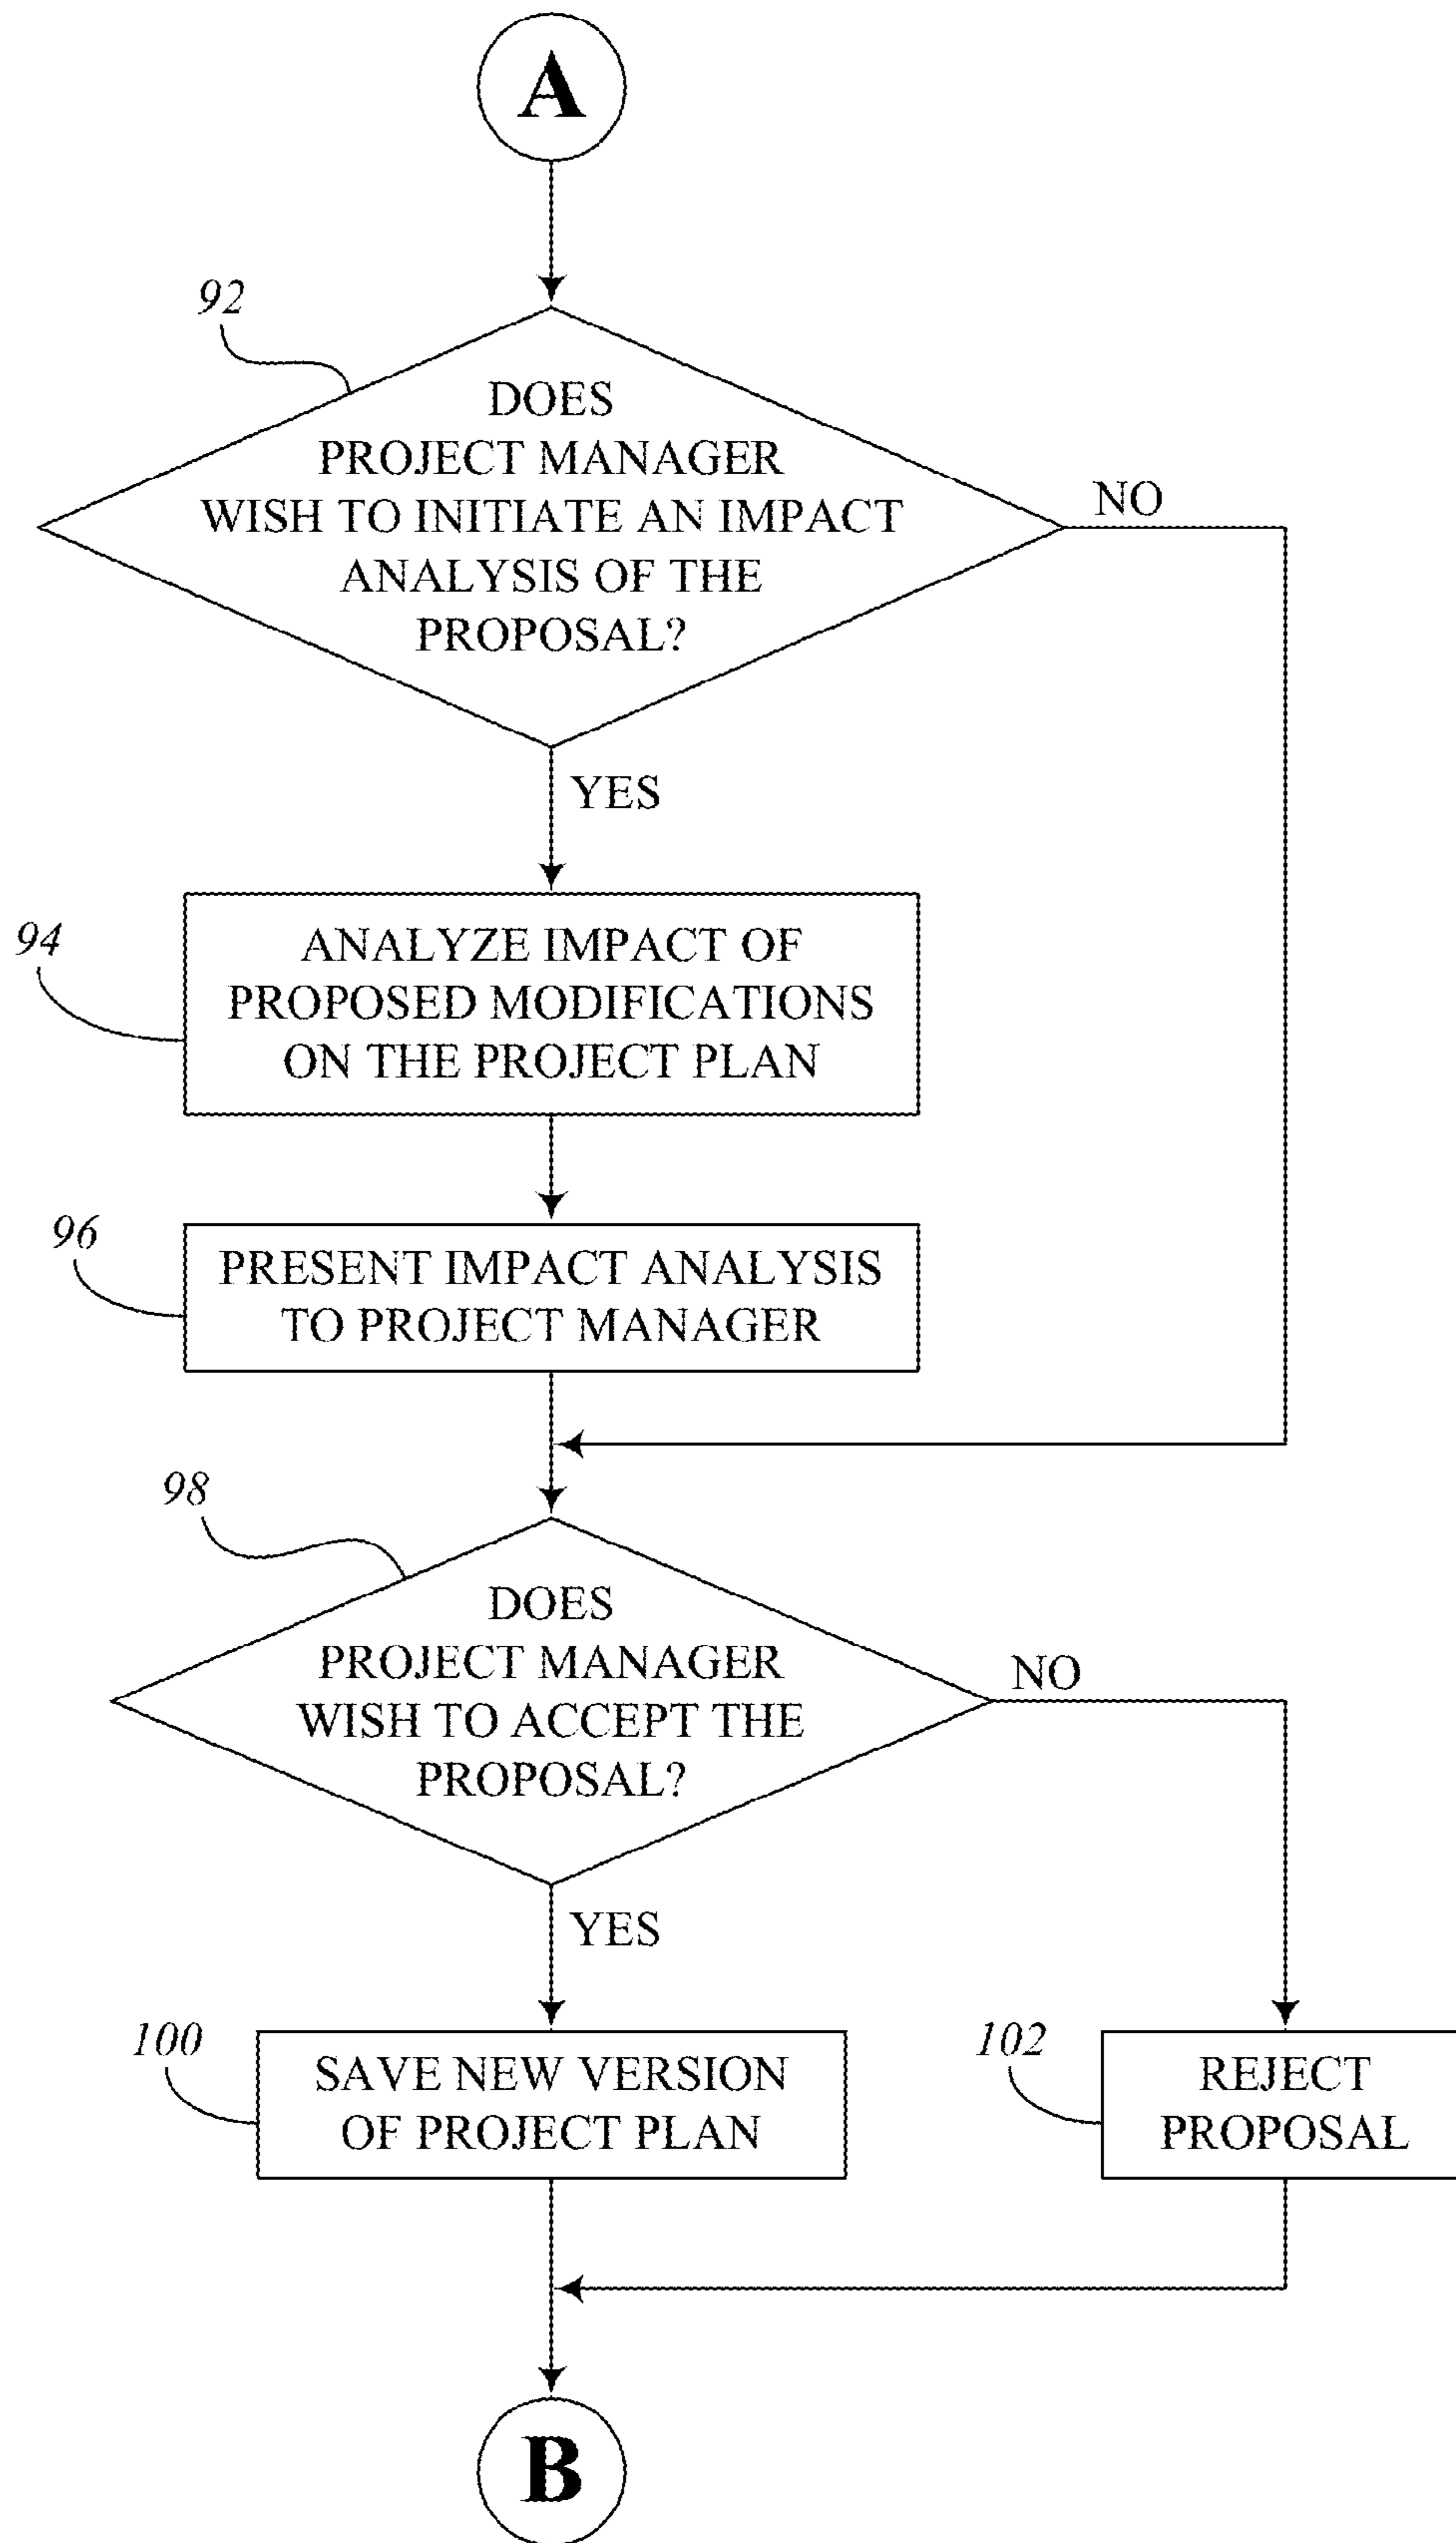 A
92
DOES
PROJECT MANAGER
WISH TO INITIATE AN IMPACT
ANALYSIS OF THE
PROPOSAL?
NO
YES
94
ANALYZE IMPACT OF
PROPOSED MODIFICATIONS
ON THE PROJECT PLAN
96
PRESENT IMPACT ANALYSIS
TO PROJECT MANAGER
98
DOES
PROJECT MANAGER
WISH TO ACCEPT THE
PROPOSAL?
NO
YES
100
SAVE NEW VERSION
OF PROJECT PLAN
102
REJECT
PROPOSAL
B